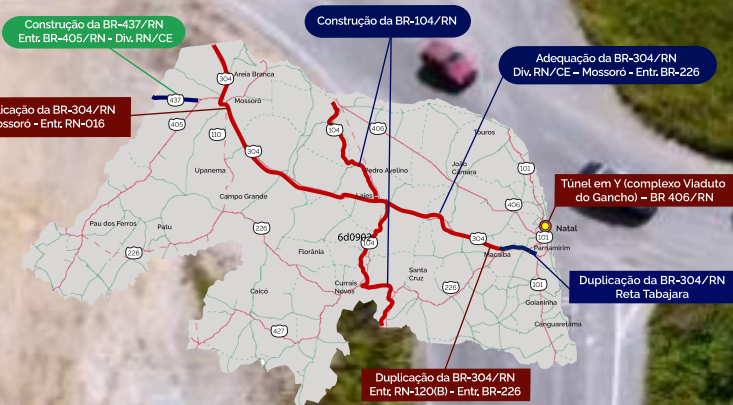 Construção da BR-437/RN
Entr. BR-405/RN - Div. RN/CE
Construção da BR-104/RN
Adequação da BR-304/RN
Div. RN/CE – Mossoró - Entr. BR-226
304
Areia Branca
437
Mossoró
licação da BR-304/RN
ossoró - Entr. RN-016
405
110
104
406
Touros
304
Upanema
Pedro Avelino
João
Câmara
101
Túnel em Y (complexo Viaduto
do Gancho) – BR 406/RN
Campo Grande
Lajes
406
Pau dos Ferros
Patu
226
6d0902
104
304
Natal
101
Parnamirim
226
Florânia
Macaíba
Santa
Cruz
Duplicação da BR-304/RN
Reta Tabajara
Caicó
Currais
Novos
226
101
Goianinha
427
Canguaretama
Duplicação da BR-304/RN
Entr. RN-120(B) - Entr. BR-226